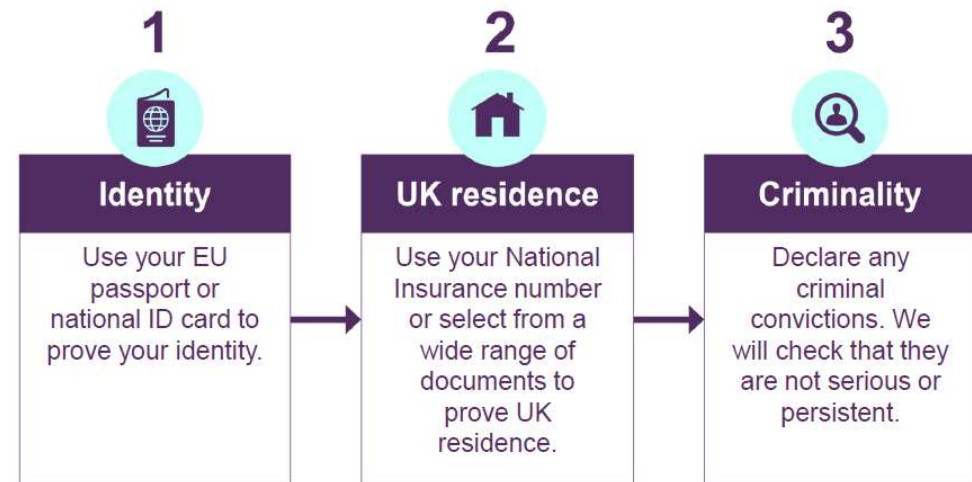 1
Identity
Use your EU
passport or
national ID card to
prove your identity.
2
UK residence
Use your National
Insurance number
or select from a
wide range of
documents to
prove UK
residence.
3
Criminality
Declare any
criminal
convictions. We
will check that they
are not serious or
persistent.